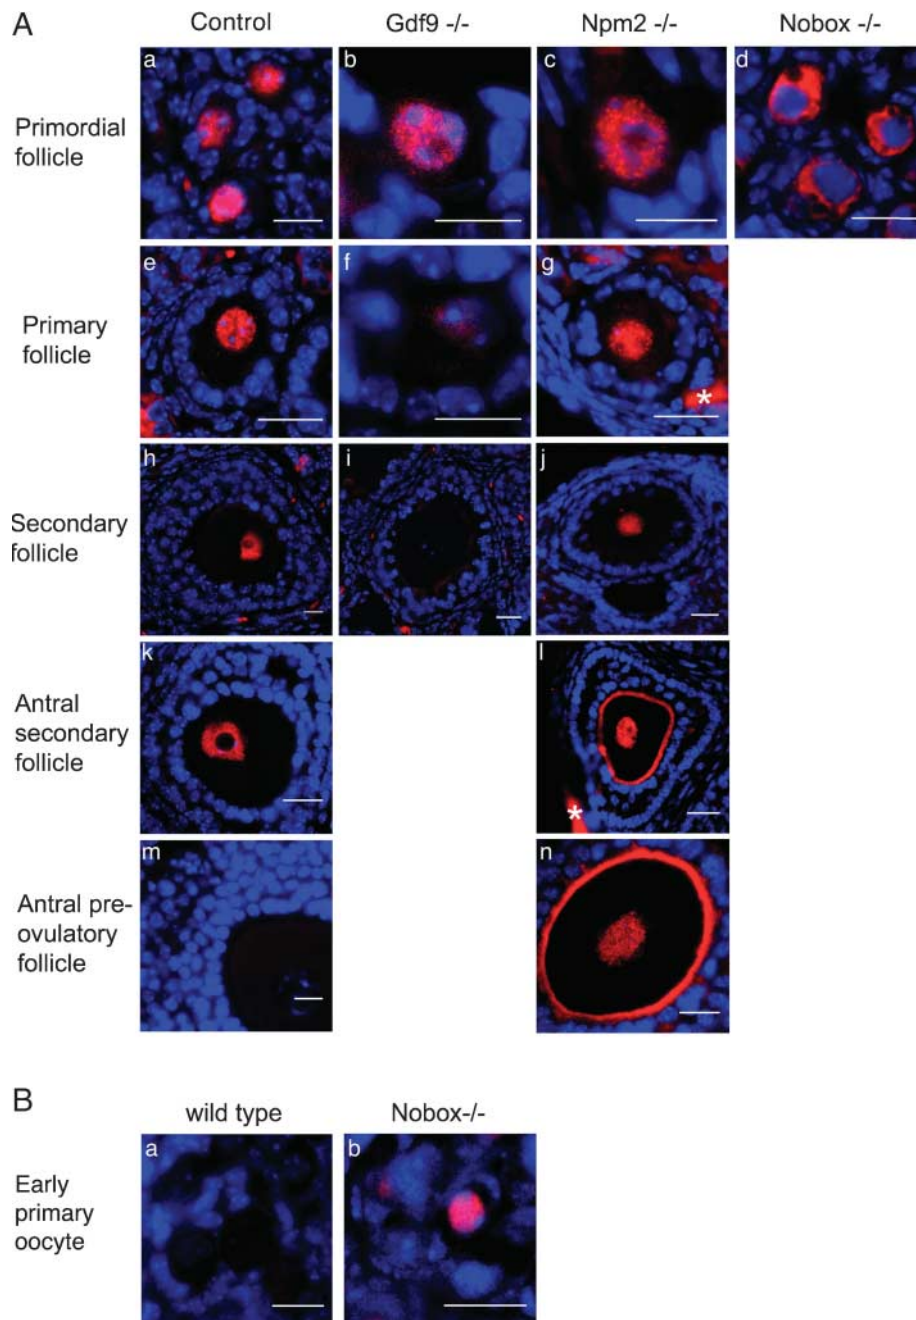 A
Control
Gdf9 -/-
Npm2 -/-
Nobox -/-
Primordial
follicle
a
b
c
d
Primary
follicle
e
f
g
*
Secondary
follicle
h
i
j
Antral
secondary
follicle
k
l
*
Antral pre-
ovulatory
follicle
m
n
B
wild type
Nobox-/-
Early
primary
oocyte
a
b